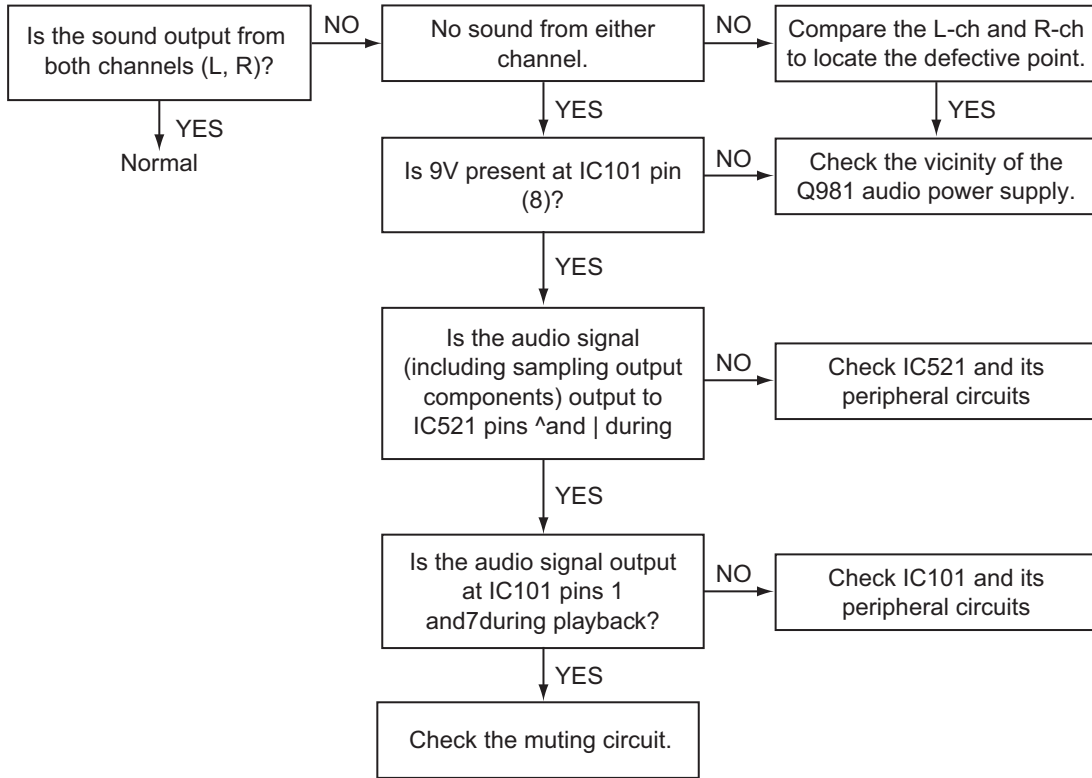 Is the sound output from
both channels (L, R)?
NO
No sound from either
channel.
NO
Compare the L-ch and R-ch
to locate the defective point.
YES
Normal
YES
YES
Is 9V present at IC101 pin
(8)?
NO
Check the vicinity of the
Q981 audio power supply.
YES
Is the audio signal
(including sampling output
components) output to
IC521 pins ^and | during
NO
Check IC521 and its
peripheral circuits
YES
Is the audio signal output
at IC101 pins 1
and7during playback?
NO
Check IC101 and its
peripheral circuits
YES
Check the muting circuit.